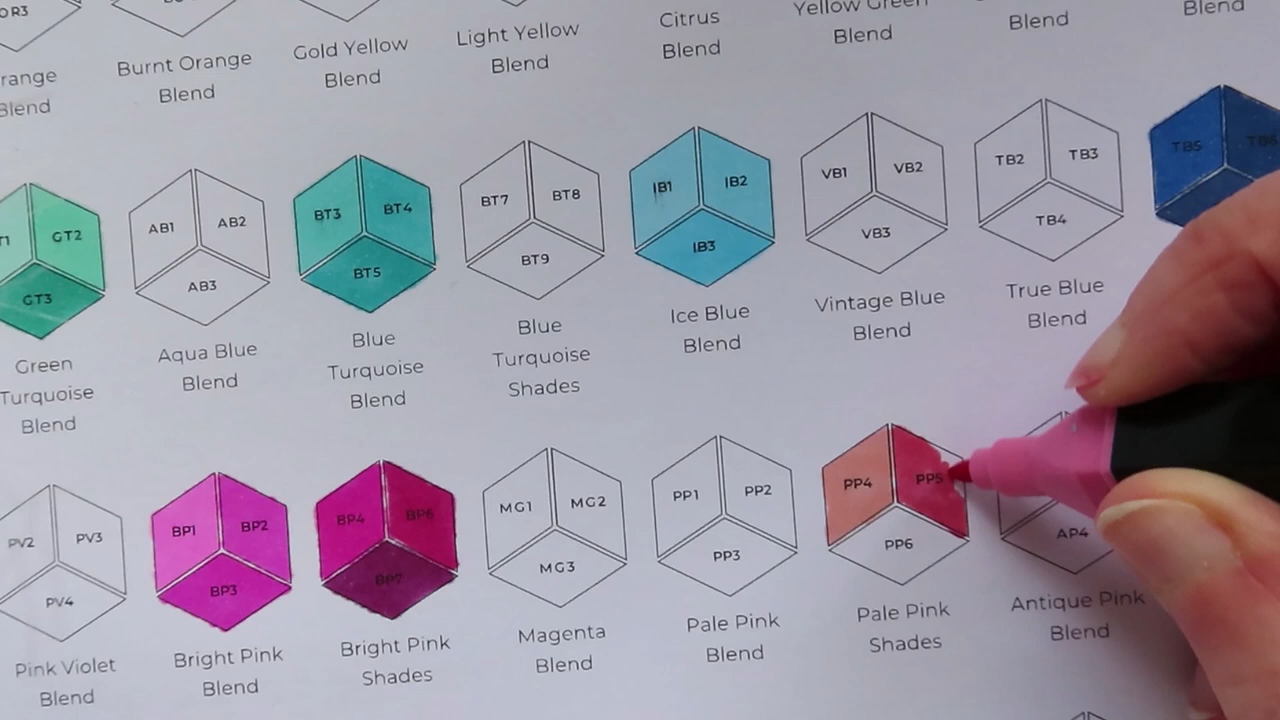 OR3
Orange
Blend
Burnt Orange
Blend
Gold Yellow
Blend
Light Yellow
Blend
Citrus
Blend
Yellow Green
Blend
Blend
Blend
GT2
GT3
Green
Turquoise
Blend
AB1
AB2
AB3
Aqua Blue
Blend
BT3
BT4
BT5
Blue
Turquoise
Blend
BT7
BT8
BT9
Blue
Turquoise
Shades
IB1
IB2
IB3
Ice Blue
Blend
VB1
VB2
VB3
Vintage Blue
Blend
TB2
TB3
TB4
True Blue
Blend
TB5
TB6
PV2
PV3
PV4
Pink Violet
Blend
BP1
BP2
BP3
Bright Pink
Blend
BP4
BP6
BP7
Bright Pink
Shades
MG1
MG2
MG3
Magenta
Blend
PP1
PP2
PP3
Pale Pink
Blend
PP4
PP5
PP6
Pale Pink
Shades
AP4
Antique Pink
Blend